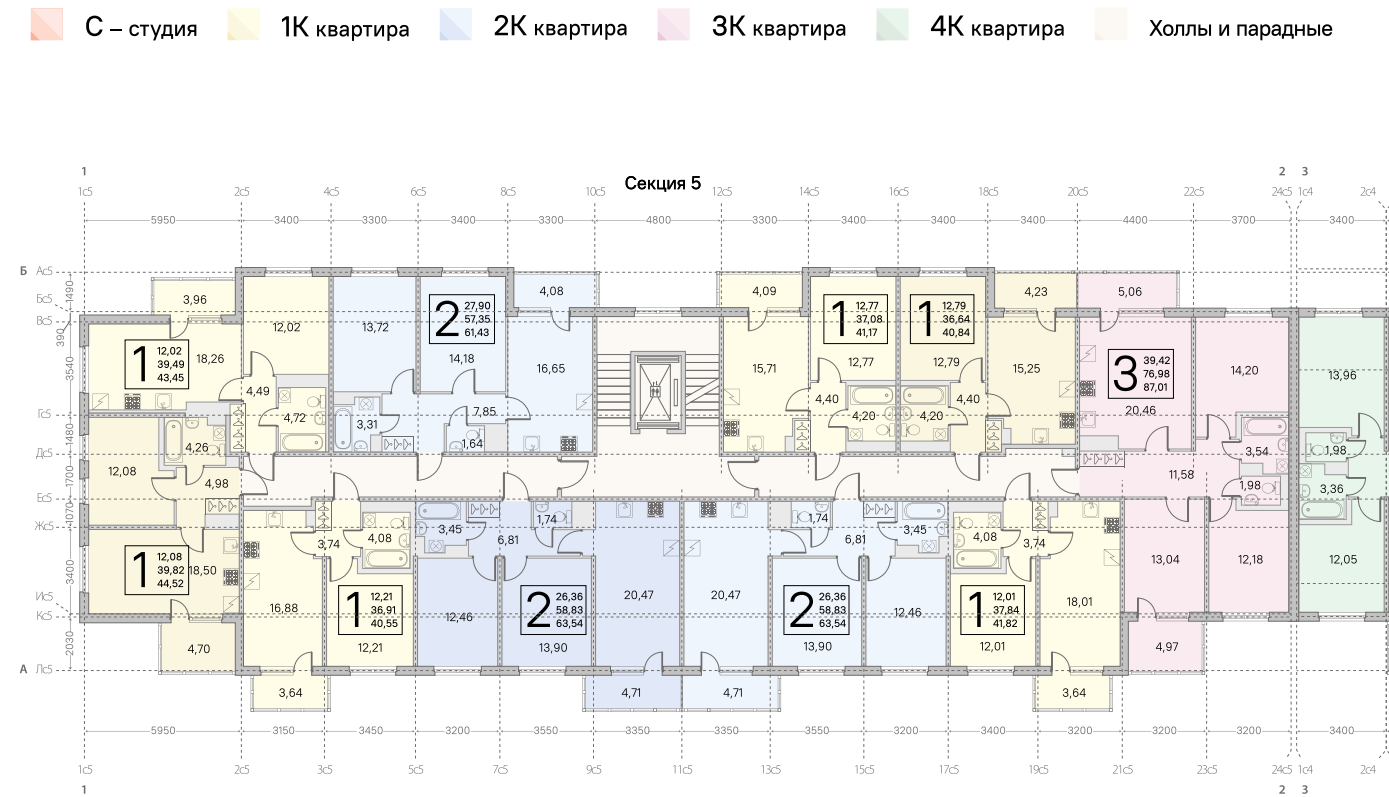 С – студия 1К квартира 2К квартира 3К квартира 4К квартира Холлы и парадные
1 2 3
Секция 5
1с5 2с5 4с5 6с5 8с5 10с5 12с5 14с5 16с5 18с5 20с5 22с5 24с5 1с4 2с4
5950 3400 3300 3400 3300 4800 3300 3400 3400 3400 4400 3700 3400
Б Ас5
1490
Бс5
3,96 4,08 4,09 4,23 5,06
Вс5
390
12,02 13,72
2 27,90
57,35
61,43
1 12,77
37,08
41,17
1 12,79
36,64
40,84
1 12,02
39,49
43,45
18,26 14,18 16,65 15,71 12,77 12,79 15,25
3 39,42
76,98
87,01
20,46 14,20 13,96
3540
4,49 4,72 3,31 7,85 1,64 4,40 4,20 4,20 4,40
Гс5
1480
4,26 3,54 1,98
Дс5
12,08 4,98 11,58 1,98 3,36
1700
Ес5
1070
3,74 4,08 3,45 6,81 1,74 1,74 6,81 3,45 4,08 3,74
Жс5
1 12,08
39,82
44,52
18,50 13,04 12,18 12,05
3400
16,88
1 12,21
36,91
40,55
12,21 12,46
2 26,36
58,83
63,54
13,90 20,47 20,47
2 26,36
58,83
63,54
13,90 12,46
1 12,01
37,84
41,82
12,01 18,01
Ис5
Кс5
2030
4,70 4,97
А Лс5
3,64 4,71 4,71 3,64
5950 3150 3450 3200 3550 3350 3350 3550 3200 3400 3200 3200 3200 3400
1с5 2с5 3с5 5с5 7с5 9с5 11с5 13с5 15с5 17с5 19с5 21с5 23с5 24с5 1с4 2с4
1 2 3